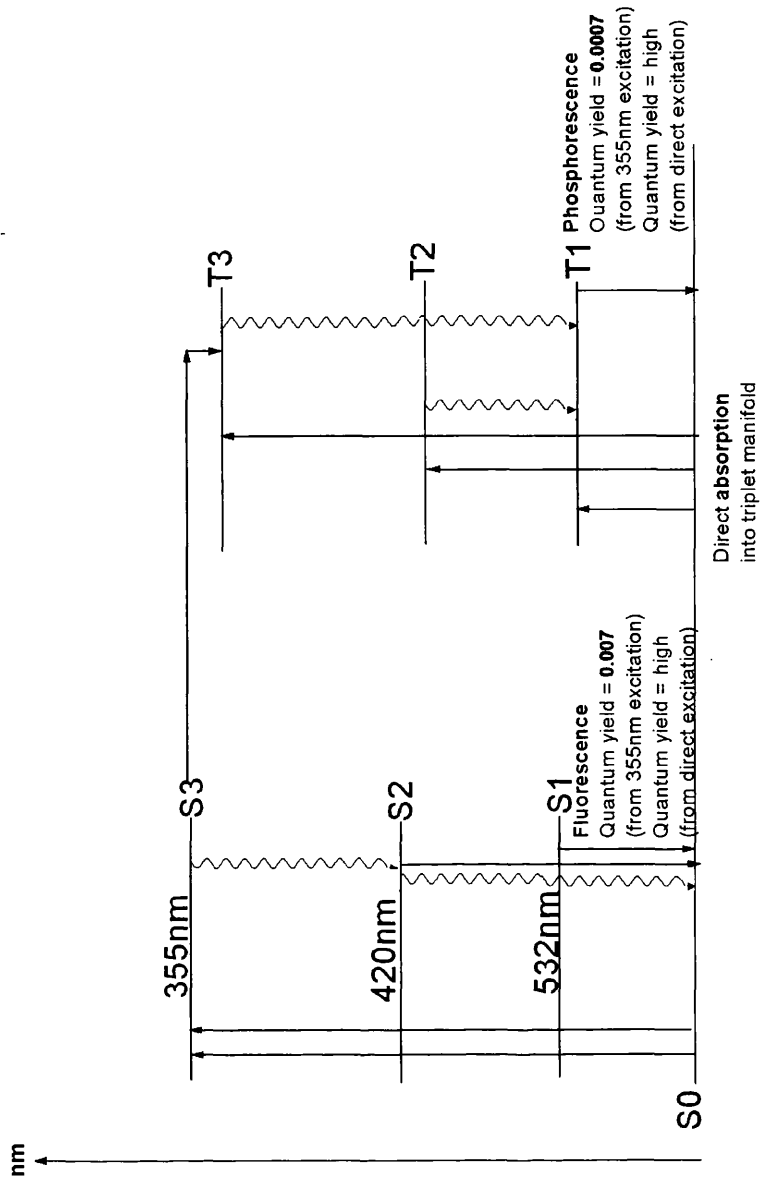 nm
355nm
S3
T3
420nm
S2
T2
532nm
S1
T1
Fluorescence
Quantum yield = 0.007
(from 355nm excitation)
Quantum yield = high
(from direct excitation)
Phosphorescence
Ouantum yield = 0.0007
(from 355nm excitation)
Quantum yield = high
(from direct excitation)
S0
Direct absorption
into triplet manifold